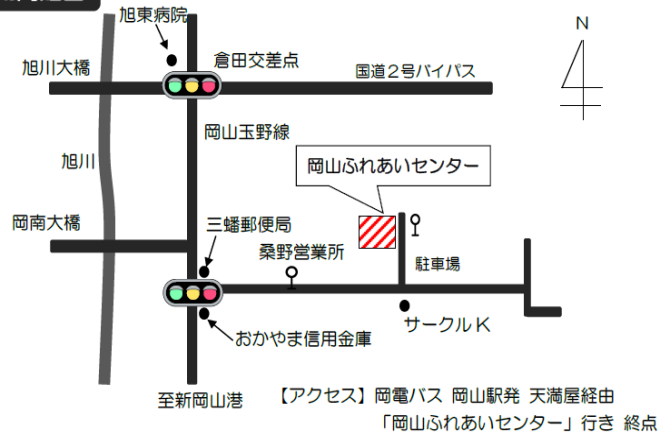 旭東病院
N
倉田交差点
旭川大橋
国道2号バイパス
岡山玉野線
旭川
岡山ふれあいセンター
岡南大橋
三蟠郵便局
桑野営業所
駐車場
サークルK
おかやま信用金庫
至新岡山港
【アクセス】岡電バス 岡山駅発 天満屋経由
「岡山ふれあいセンター」行き 終点